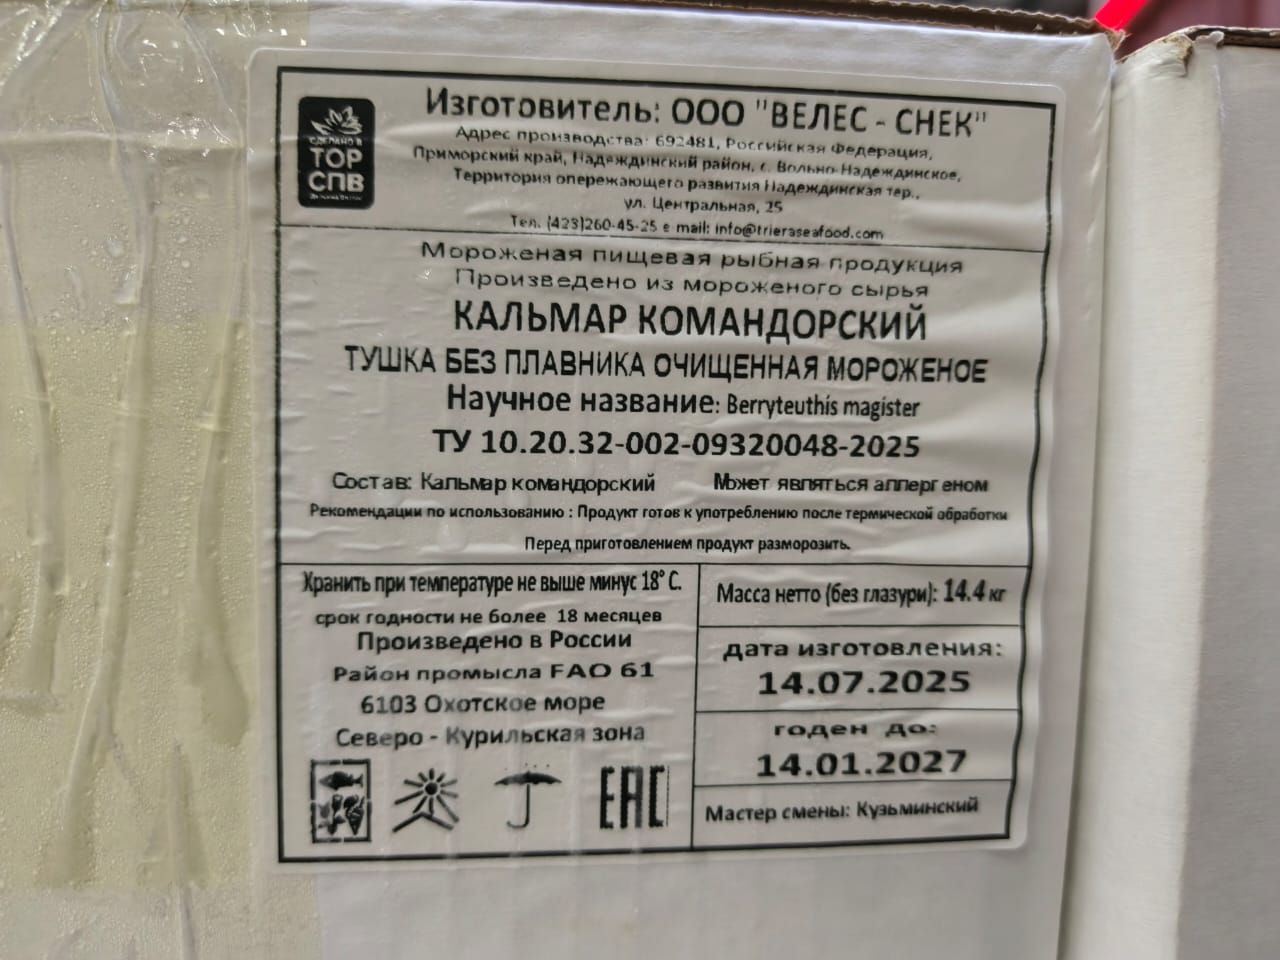 СДЕЛАНО В
ТОР
СПВ
Изготовитель: ООО "ВЕЛЕС - СНЕК"
Адрес производства: 692481, Российская Федерация,
Приморский край, Надеждинский район, с. Вольно-Надеждинское,
Территория опережающего развития Надеждинская тер.,
ул. Центральная, 25
Тел. (423)260-45-25 e mail: info@trieraseafood.com
Мороженая пищевая рыбная продукция
Произведено из мороженого сырья
КАЛЬМАР КОМАНДОРСКИЙ
ТУШКА БЕЗ ПЛАВНИКА ОЧИЩЕННАЯ МОРОЖЕНОЕ
Научное название: Berryteuthis magister
ТУ 10.20.32-002-09320048-2025
Состав: Кальмар командорский Может являться аллергеном
Рекомендации по использованию : Продукт готов к употреблению после термической обработки
Перед приготовлением продукт разморозить.
Хранить при температуре не выше минус 18° С.
срок годности не более 18 месяцев
Произведено в России
Район промысла FAO 61
6103 Охотское море
Северо - Курильская зона
EAC
Масса нетто (без глазури): 14.4 кг
дата изготовления:
14.07.2025
годен до:
14.01.2027
Мастер смены: Кузьминский